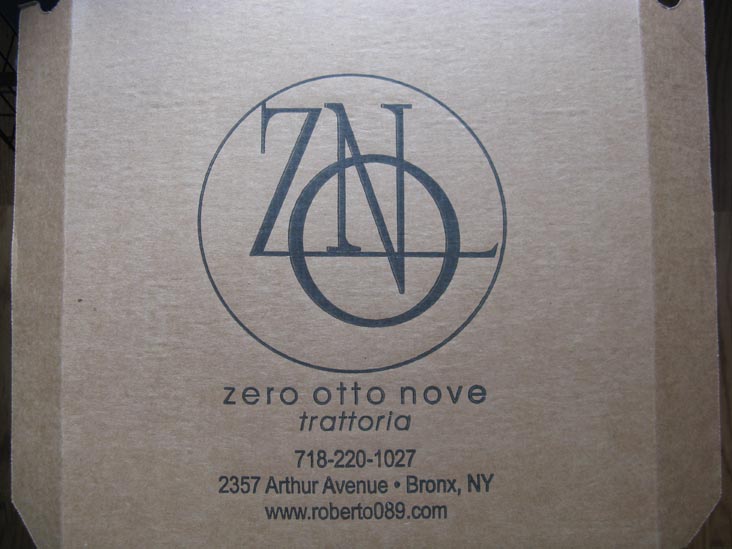 ZNO
zero otto nove
trattoria
718-220-1027
2357 Arthur Avenue • Bronx, NY
www.roberto089.com